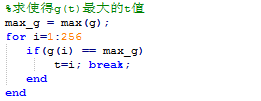 %求使得g(t)最大的t值
max_g = max(g);
for i=1:256
    if(g(i) == max_g)
        t=i; break;
    end
end